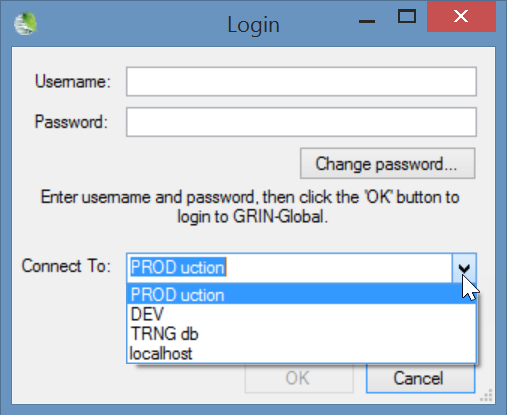 Login
Username:
Password:
Change password...
Enter username and password, then click the 'OK' button to
login to GRIN-Global.
Connect To: PROD uction
PROD uction
DEV
TRNG db
localhost
OK Cancel